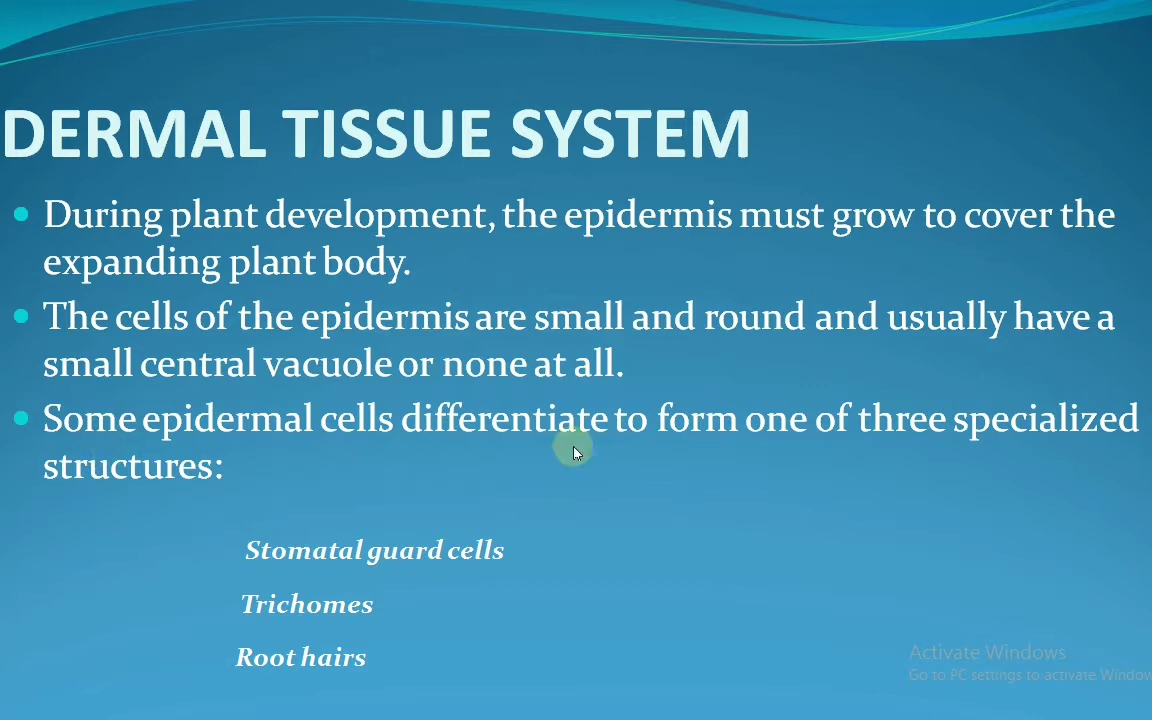 DERMAL TISSUE SYSTEM
During plant development, the epidermis must grow to cover the
expanding plant body.
The cells of the epidermis are small and round and usually have a
small central vacuole or none at all.
Some epidermal cells differentiate to form one of three specialized
structures:
Stomatal guard cells
Trichomes
Root hairs
Activate Windows
Go to PC settings to activate Window